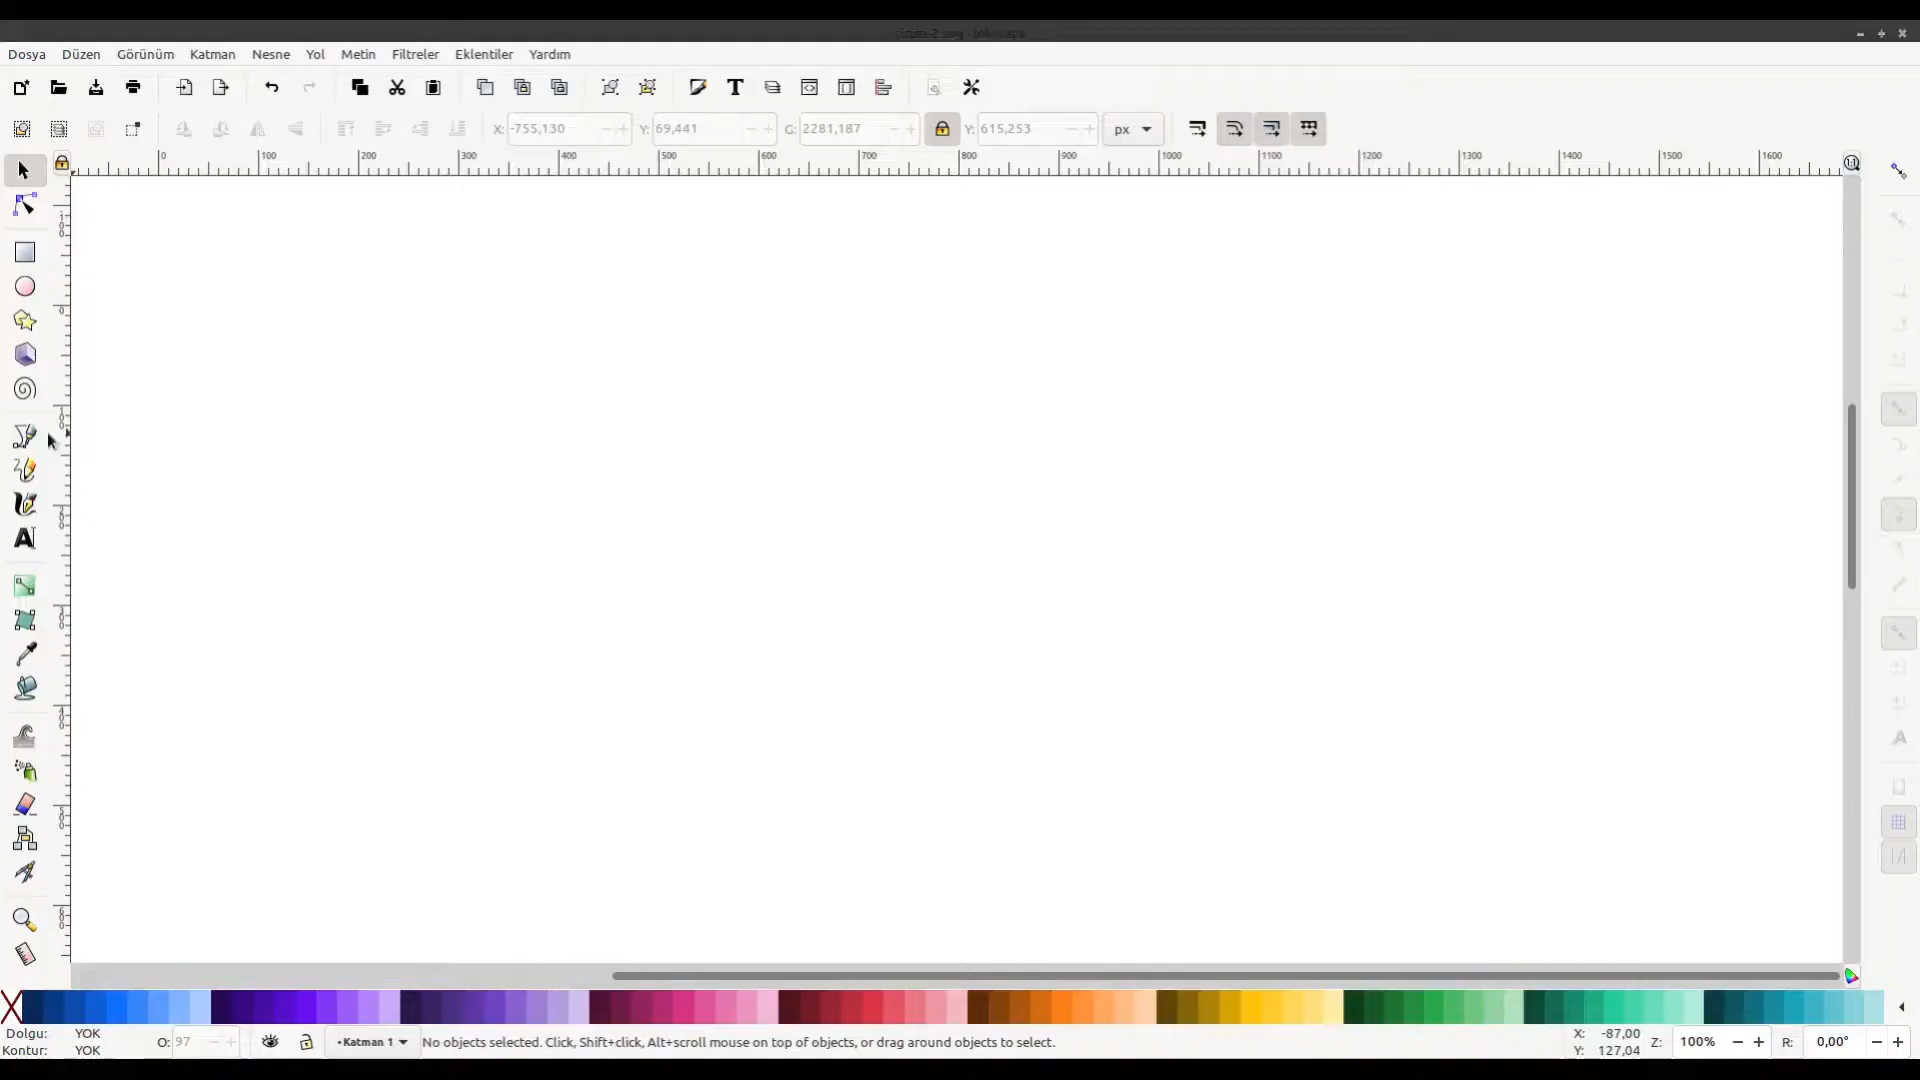 Dosya Düzen Görünüm Katman Nesne Yol Metin Filtreler Eklentiler Yardım
X: -755,130 Y: 69,441 G: 2281,187 Y: 615,253 px
0 100 200 300 400 500 600 700 800 900 1000 1100 1200 1300 1400 1500 1600
Dolgu: YOK
Kontur: YOK
O: 97
•Katman 1
No objects selected. Click, Shift+click, Alt+scroll mouse on top of objects, or drag around objects to select.
X: -87,00
Y: 127,04
Z: 100%
R: 0,00°